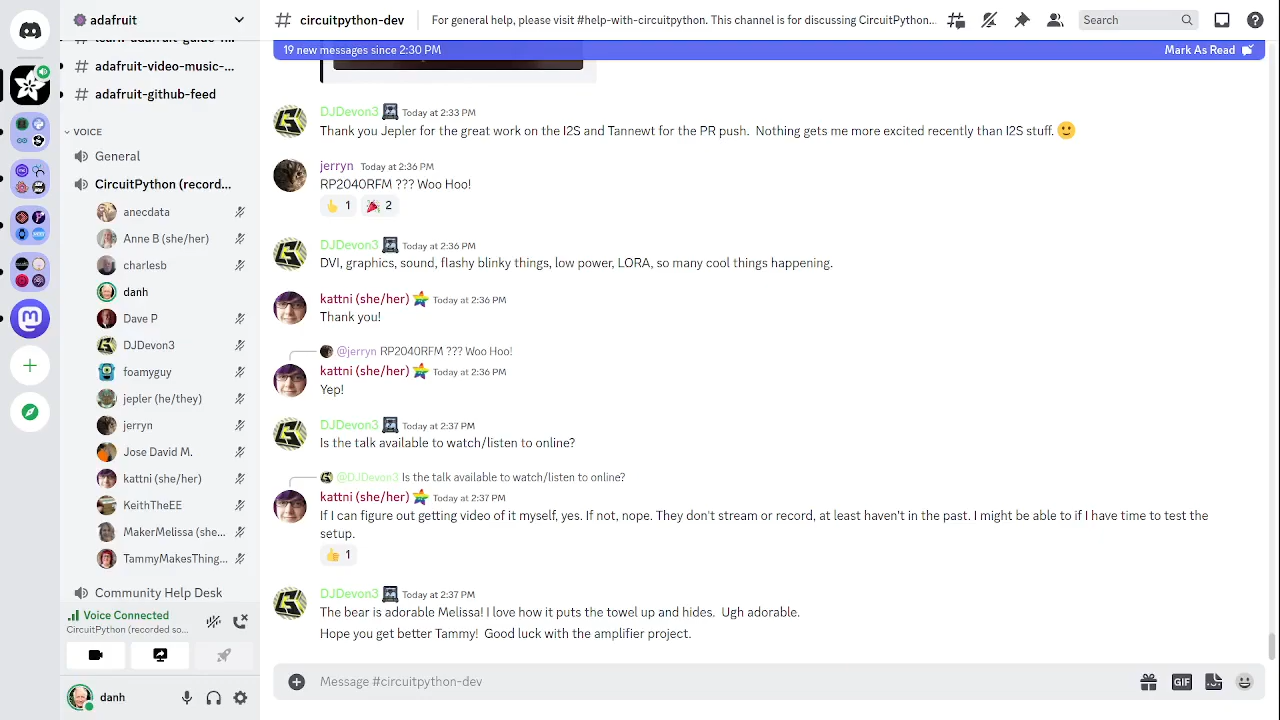 adafruit
# circuitpython-dev
For general help, please visit #help-with-circuitpython. This channel is for discussing CircuitPython...
Search
adafruit-video-music-...
adafruit-github-feed
VOICE
General
CircuitPython (record...
anecdata
Anne B (she/her)
charlesb
danh
Dave P
DJDevon3
foamyguy
jepler (he/they)
jerryn
Jose David M.
kattni (she/her)
KeithTheEE
MakerMelissa (she...
TammyMakesThing...
Community Help Desk
Voice Connected
CircuitPython (recorded so...
danh
19 new messages since 2:30 PM
Mark As Read
DJDevon3 Today at 2:33 PM
Thank you Jepler for the great work on the I2S and Tannewt for the PR push. Nothing gets me more excited recently than I2S stuff.
jerryn Today at 2:36 PM
RP2040RFM ??? Woo Hoo!
1 2
DJDevon3 Today at 2:36 PM
DVI, graphics, sound, flashy blinky things, low power, LORA, so many cool things happening.
kattni (she/her) Today at 2:36 PM
Thank you!
@jerryn RP2040RFM ??? Woo Hoo!
kattni (she/her) Today at 2:36 PM
Yep!
DJDevon3 Today at 2:37 PM
Is the talk available to watch/listen to online?
@DJDevon3 Is the talk available to watch/listen to online?
kattni (she/her) Today at 2:37 PM
If I can figure out getting video of it myself, yes. If not, nope. They don't stream or record, at least haven't in the past. I might be able to if I have time to test the
setup.
1
DJDevon3 Today at 2:37 PM
The bear is adorable Melissa! I love how it puts the towel up and hides. Ugh adorable.
Hope you get better Tammy! Good luck with the amplifier project.
Message #circuitpython-dev
GIF